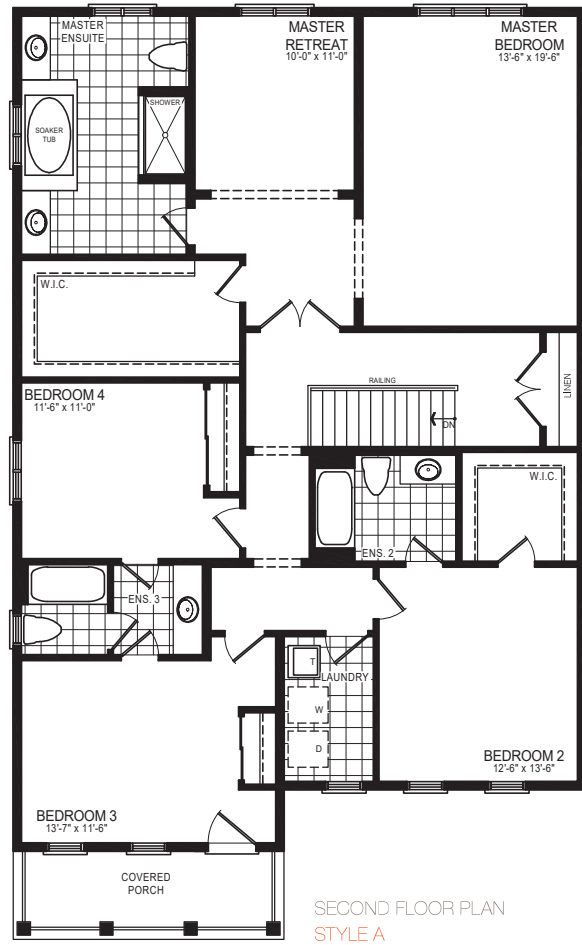 MASTER
ENSUITE
MASTER
RETREAT
10'-0" x 11'-0"
MASTER
BEDROOM
13'-6" x 19'-6"
SHOWER
SOAKER
TUB
W.I.C.
RAILING
DN
LINEN
BEDROOM 4
11'-6" x 11'-0"
W.I.C.
ENS. 2
ENS. 3
T
LAUNDRY
W
D
BEDROOM 2
12'-6" x 13'-6"
BEDROOM 3
13'-7" x 11'-6"
COVERED
PORCH
SECOND FLOOR PLAN
STYLE A